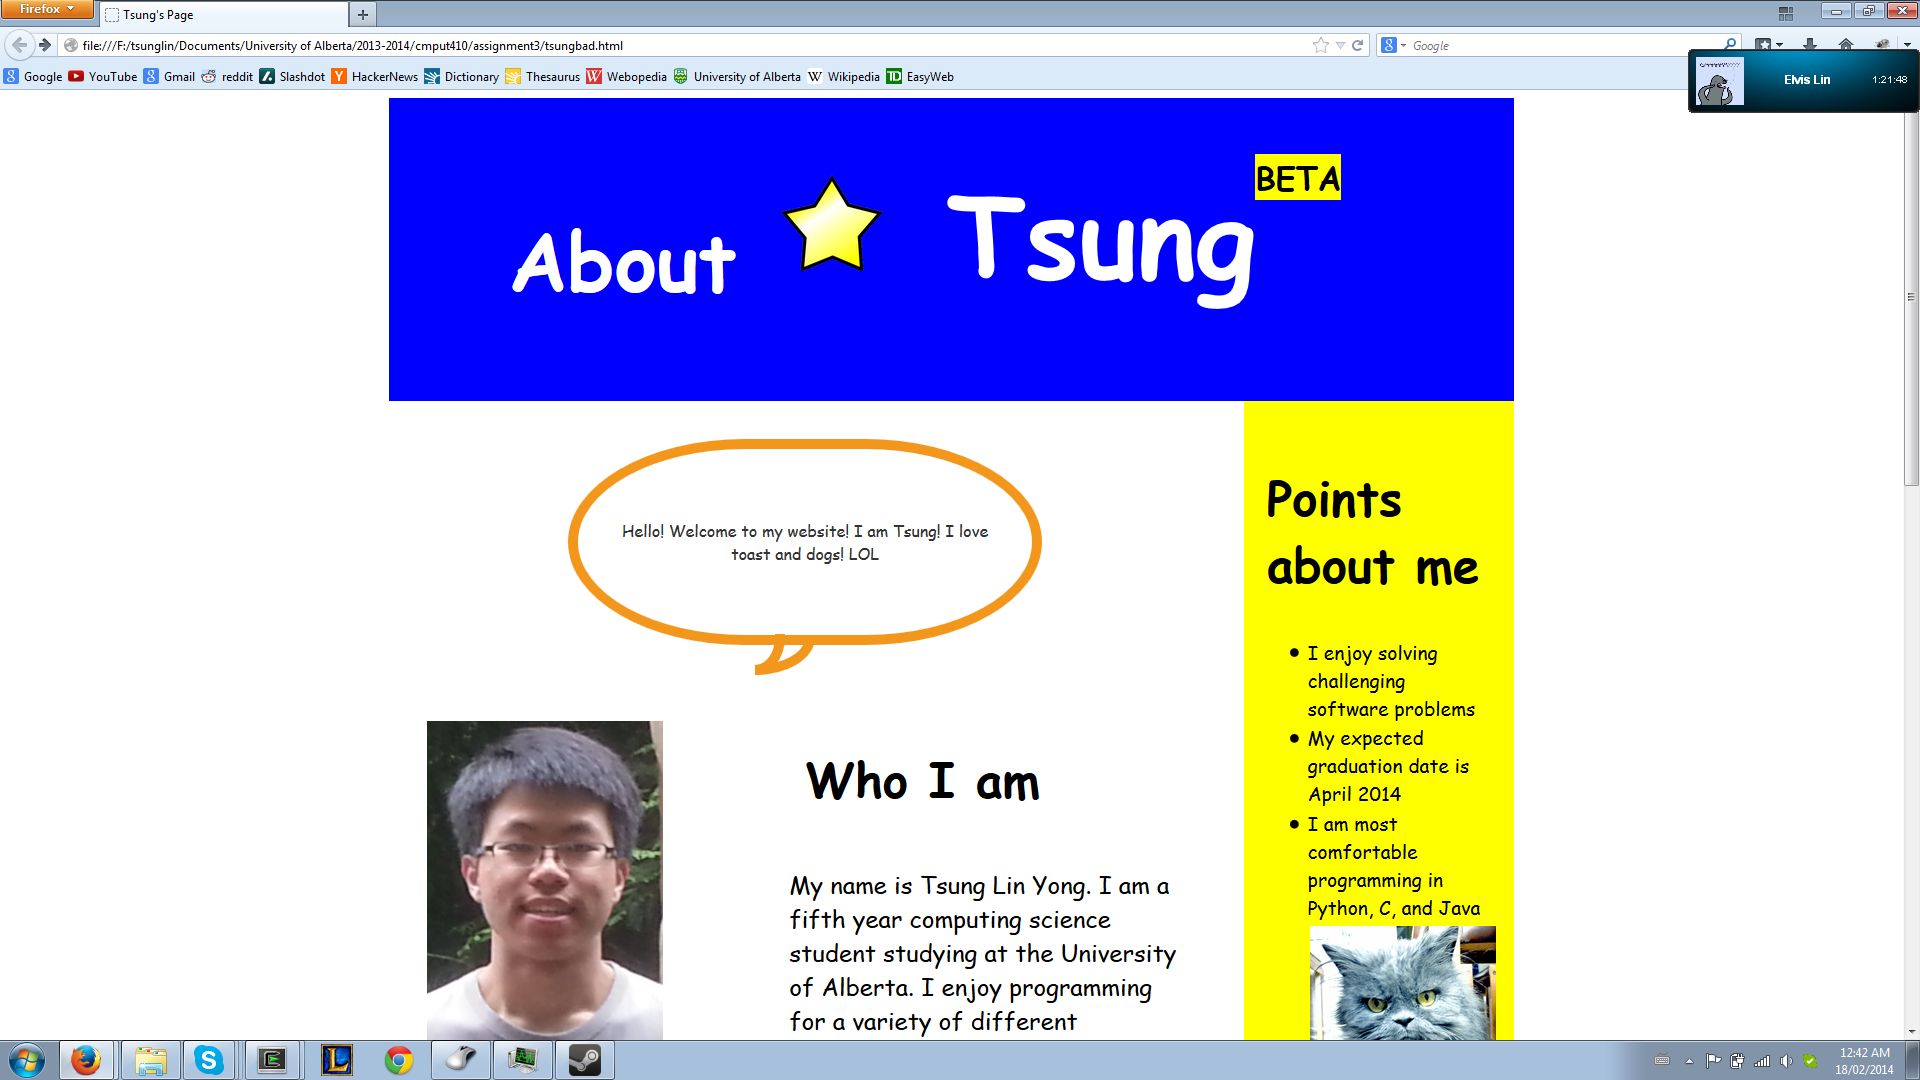 Firefox
Tsung's Page
file:///F:/tsunglin/Documents/University of Alberta/2013-2014/cmput410/assignment3/tsungbad.html
Google
Google YouTube Gmail reddit Slashdot HackerNews Dictionary Thesaurus Webopedia University of Alberta Wikipedia EasyWeb
Elvis Lin 1:21:48
BETA
About Tsung
Hello! Welcome to my website! I am Tsung! I love
toast and dogs! LOL
Who I am
My name is Tsung Lin Yong. I am a
fifth year computing science
student studying at the University
of Alberta. I enjoy programming
for a variety of different
Points
about me
I enjoy solving
challenging
software problems
My expected
graduation date is
April 2014
I am most
comfortable
programming in
Python, C, and Java
12:42 AM
18/02/2014